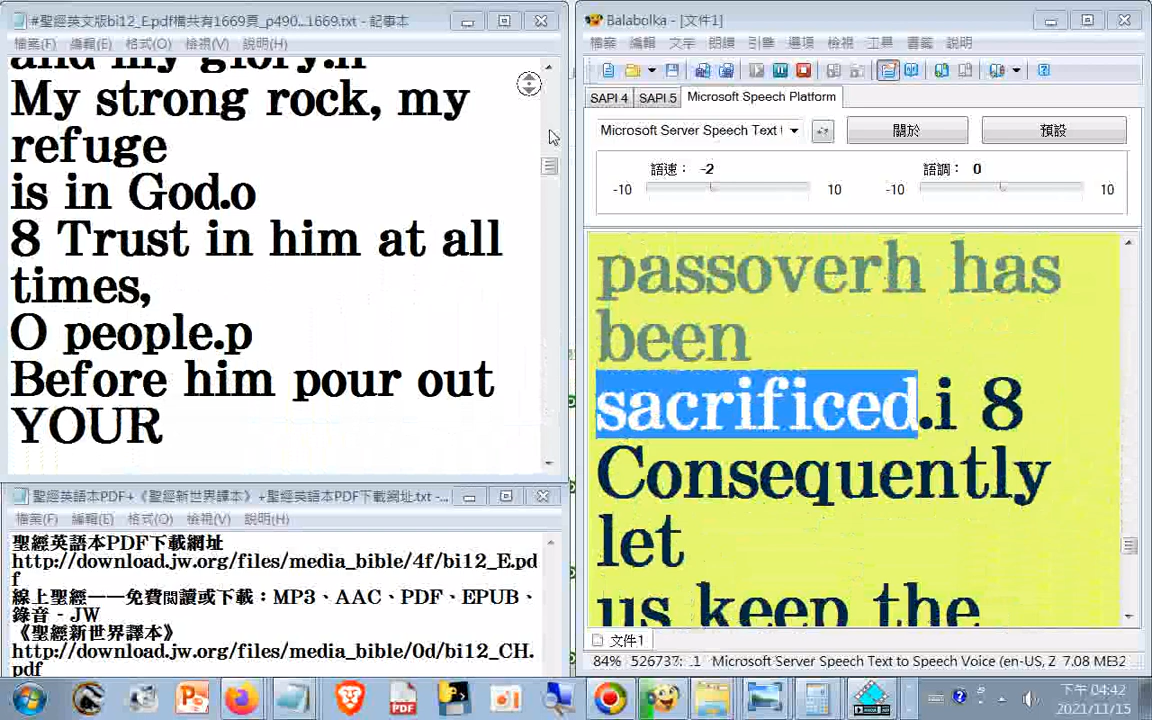 #聖經英文版bi12_E.pdf檔共有1669頁_p490...1669.txt - 記事本
檔案(F) 編輯(E) 格式(O) 檢視(V) 說明(H)
and my glory.n
My strong rock, my
refuge
is in God.o
8 Trust in him at all
times,
O people.p
Before him pour out
YOUR
聖經英語本PDF+《聖經新世界譯本》+聖經英語本PDF下載網址.txt - ...
檔案(F) 編輯(E) 格式(O) 檢視(V) 說明(H)
聖經英語本PDF下載網址
http://download.jw.org/files/media_bible/4f/bi12_E.pd
f
線上聖經——免費閱讀或下載：MP3、AAC、PDF、EPUB、
錄音 - JW
《聖經新世界譯本》
http://download.jw.org/files/media_bible/0d/bi12_CH.
pdf
Balabolka - [文件1]
檔案 編輯 文字 朗讀 引擎 選項 檢視 工具 書籤 說明
SAPI 4 SAPI 5 Microsoft Speech Platform
Microsoft Server Speech Text 關於 預設
語速： -2 語調： 0
-10 10 -10 10
passoverh has
been
sacrificed.i 8
Consequently
let
us keep the
文件1
84% 526737: .1 Microsoft Server Speech Text to Speech Voice (en-US, Z 7.08 MB32
下午 04:42
2021/11/15